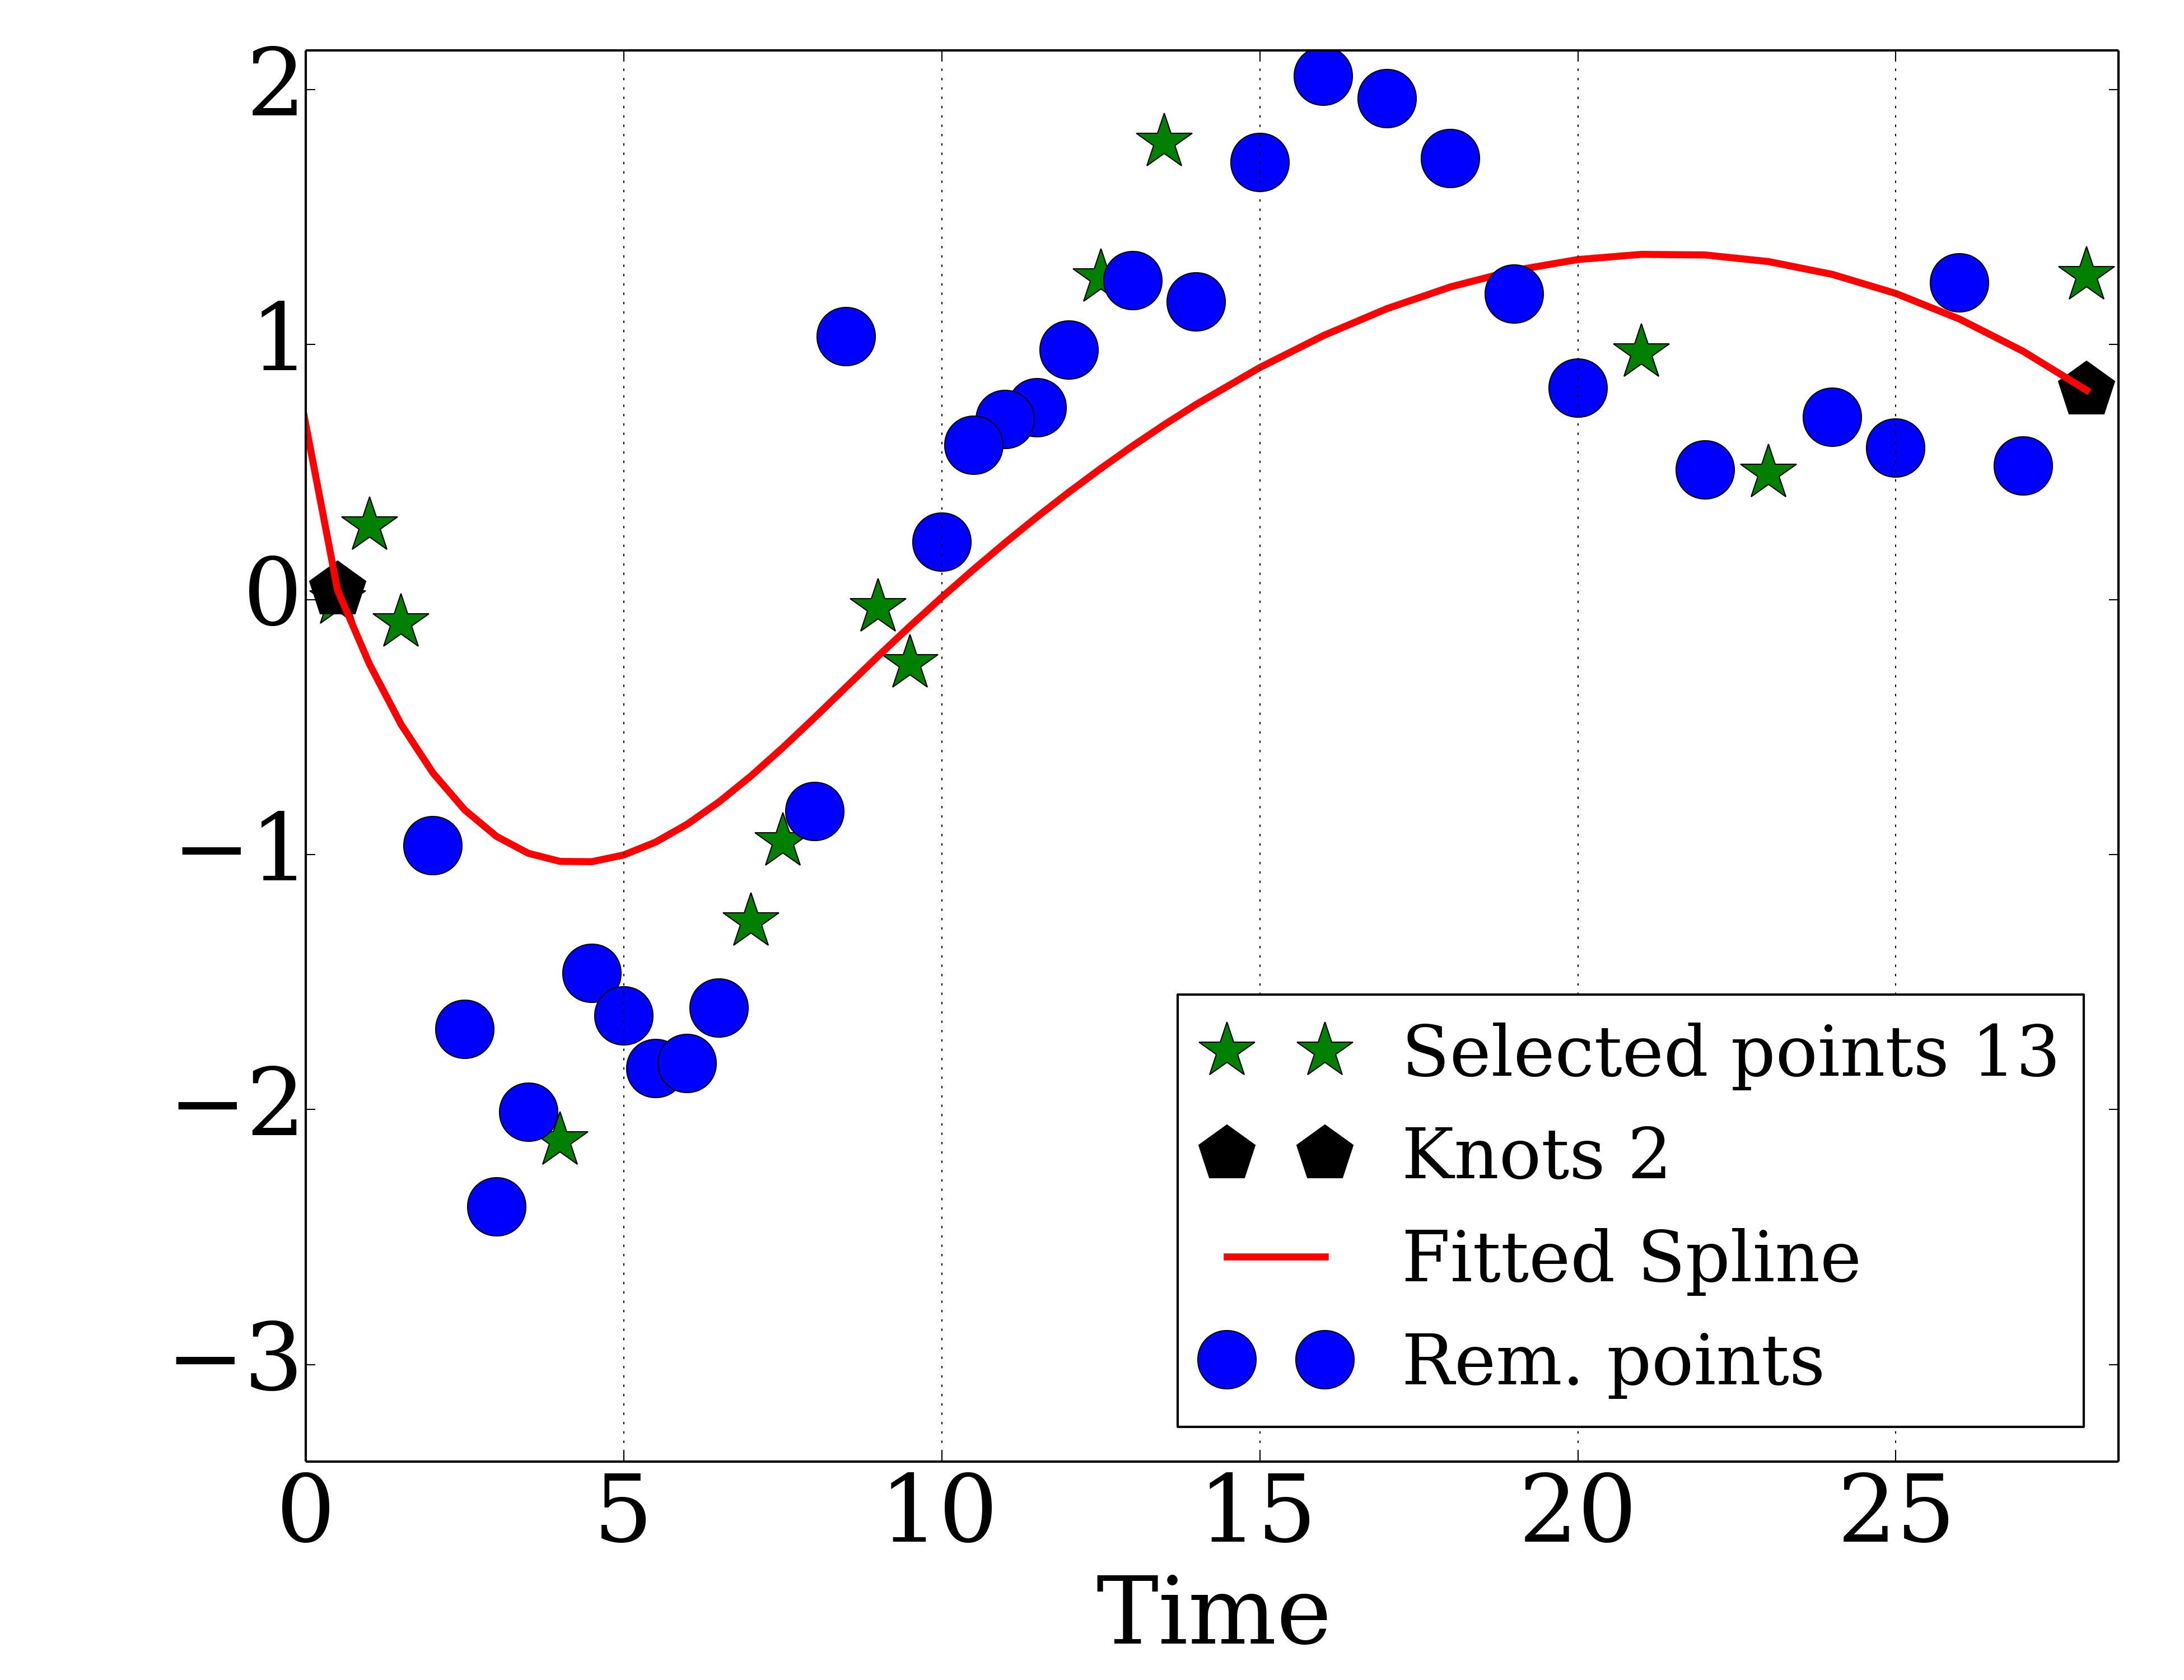 2
1
0
−1
−2
−3
0 5 10 15 20 25
Time
Selected points 13
Knots 2
Fitted Spline
Rem. points